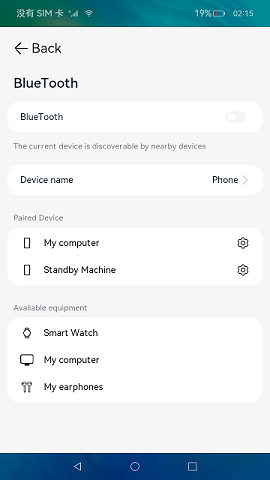 没有 SIM 卡 19% 02:15
Back
BlueTooth
BlueTooth
The current device is discoverable by nearby devices
Device name Phone
Paired Device
My computer
Standby Machine
Available equipment
Smart Watch
My computer
My earphones